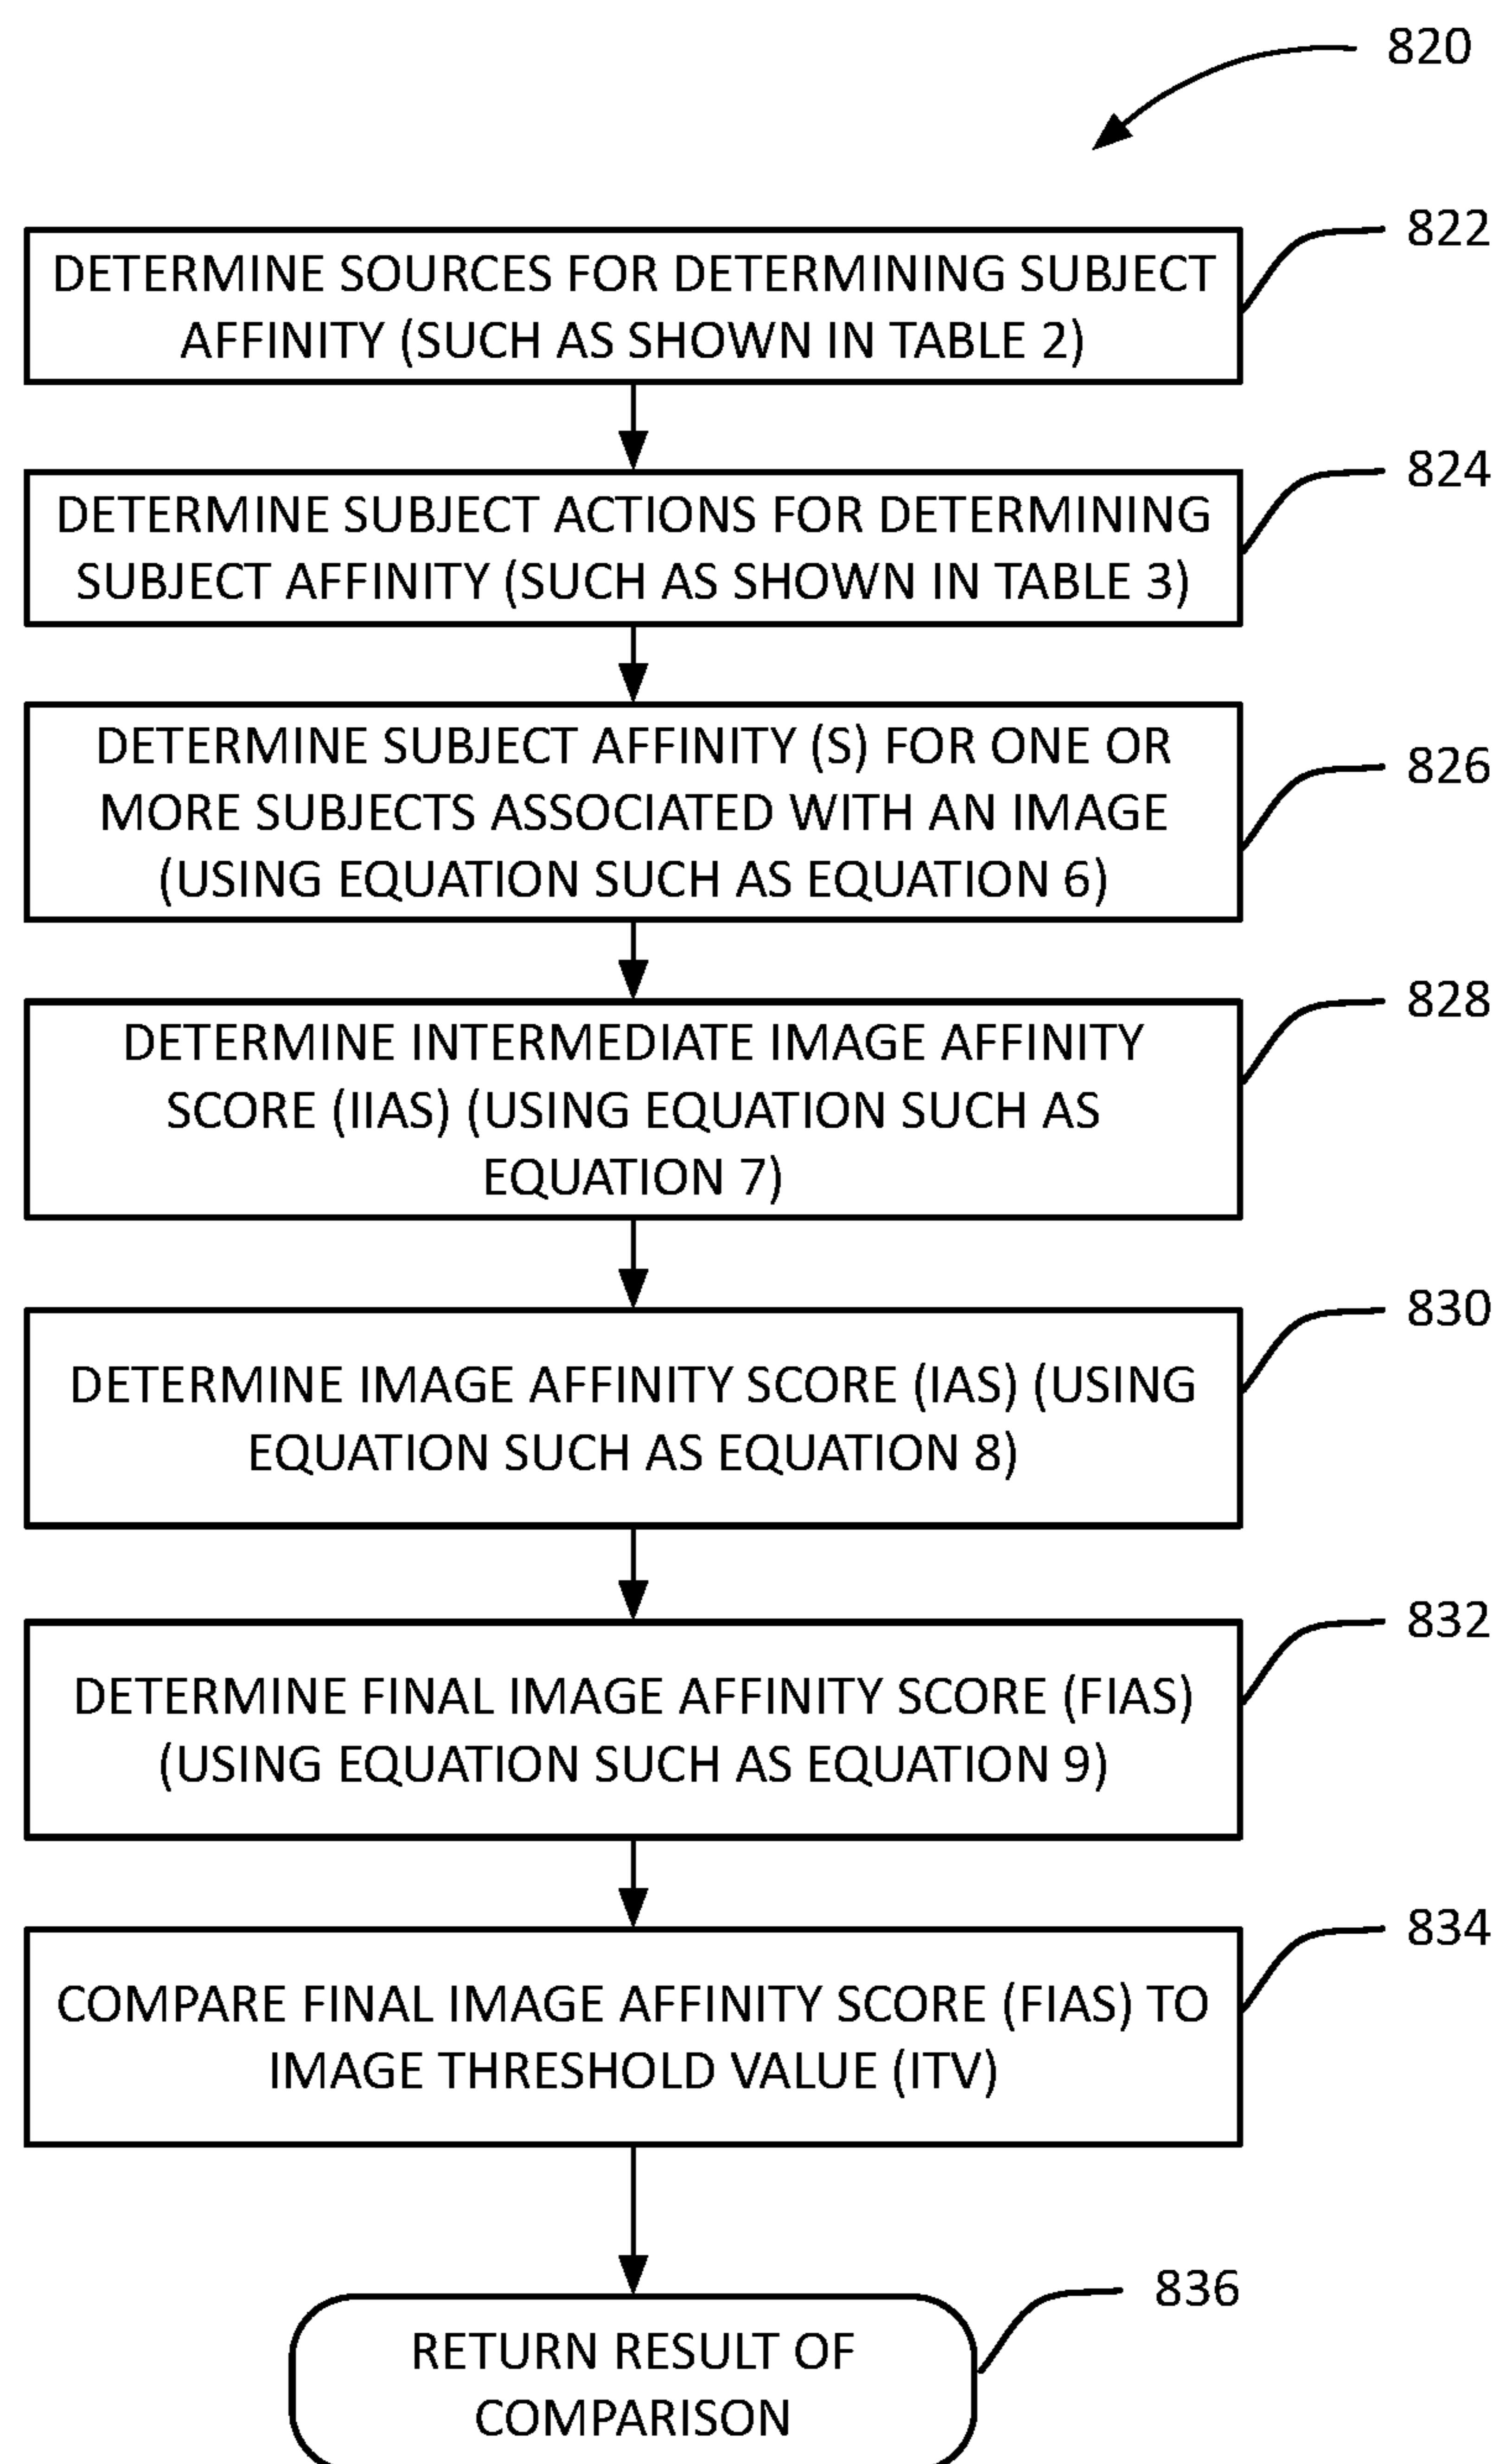 820
822
DETERMINE SOURCES FOR DETERMINING SUBJECT
AFFINITY (SUCH AS SHOWN IN TABLE 2)
824
DETERMINE SUBJECT ACTIONS FOR DETERMINING
SUBJECT AFFINITY (SUCH AS SHOWN IN TABLE 3)
826
DETERMINE SUBJECT AFFINITY (S) FOR ONE OR
MORE SUBJECTS ASSOCIATED WITH AN IMAGE
(USING EQUATION SUCH AS EQUATION 6)
828
DETERMINE INTERMEDIATE IMAGE AFFINITY
SCORE (IIAS) (USING EQUATION SUCH AS
EQUATION 7)
830
DETERMINE IMAGE AFFINITY SCORE (IAS) (USING
EQUATION SUCH AS EQUATION 8)
832
DETERMINE FINAL IMAGE AFFINITY SCORE (FIAS)
(USING EQUATION SUCH AS EQUATION 9)
834
COMPARE FINAL IMAGE AFFINITY SCORE (FIAS) TO
IMAGE THRESHOLD VALUE (ITV)
836
RETURN RESULT OF
COMPARISON